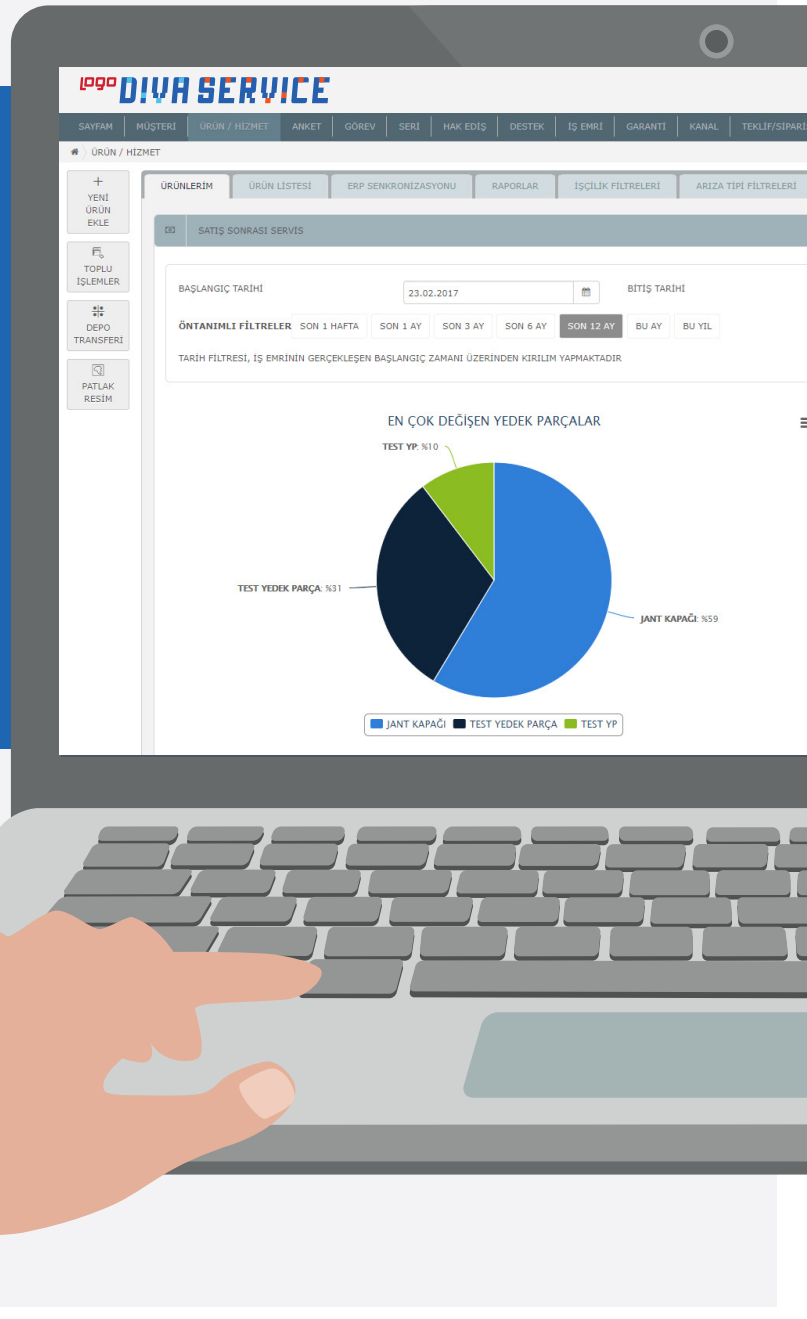 LOGO DIVA SERVICE
SAYFAM MÜŞTERİ ÜRÜN / HİZMET ANKET GÖREV SERİ HAK EDİŞ DESTEK İŞ EMRİ GARANTİ KANAL TEKLİF/SİPARİ
ÜRÜN / HİZMET
YENİ
ÜRÜN
EKLE
TOPLU
İŞLEMLER
DEPO
TRANSFERİ
PATLAK
RESİM
ÜRÜNLERİM ÜRÜN LİSTESİ ERP SENKRONİZASYONU RAPORLAR İŞÇİLİK FİLTRELERİ ARIZA TİPİ FİLTRELERİ
SATIŞ SONRASI SERVİS
BAŞLANGIÇ TARİHİ 23.02.2017 BİTİŞ TARİHİ
ÖNTANIMLI FİLTRELER SON 1 HAFTA SON 1 AY SON 3 AY SON 6 AY SON 12 AY BU AY BU YIL
TARİH FİLTRESİ, İŞ EMRİNİN GERÇEKLEŞEN BAŞLANGIÇ ZAMANI ÜZERİNDEN KIRILIM YAPMAKTADIR
EN ÇOK DEĞİŞEN YEDEK PARÇALAR
TEST YP: %10
TEST YEDEK PARÇA: %31
JANT KAPAĞI: %59
JANT KAPAĞI TEST YEDEK PARÇA TEST YP